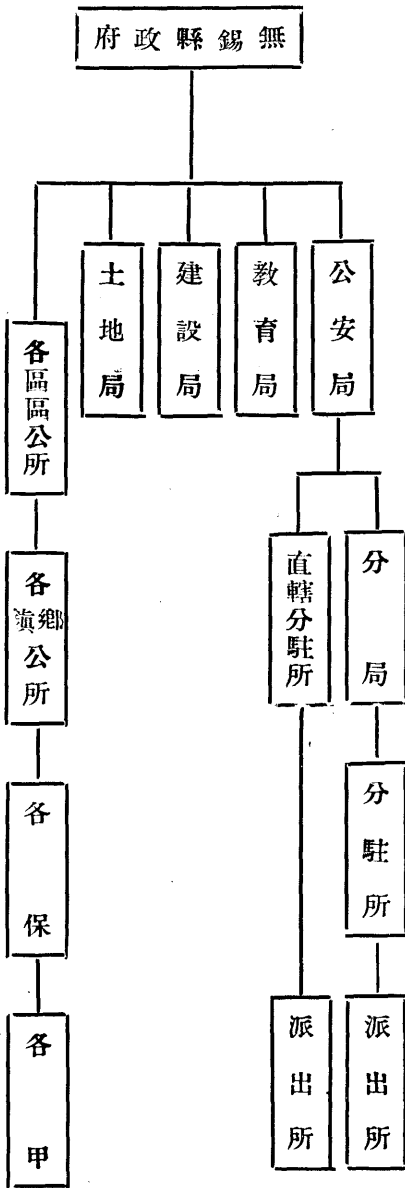 無錫縣政府
公安局
教育局
建設局
土地局
各區區公所
分局
直轄分駐所
各鄉鎮公所
分駐所
各保
派出所
派出所
各甲